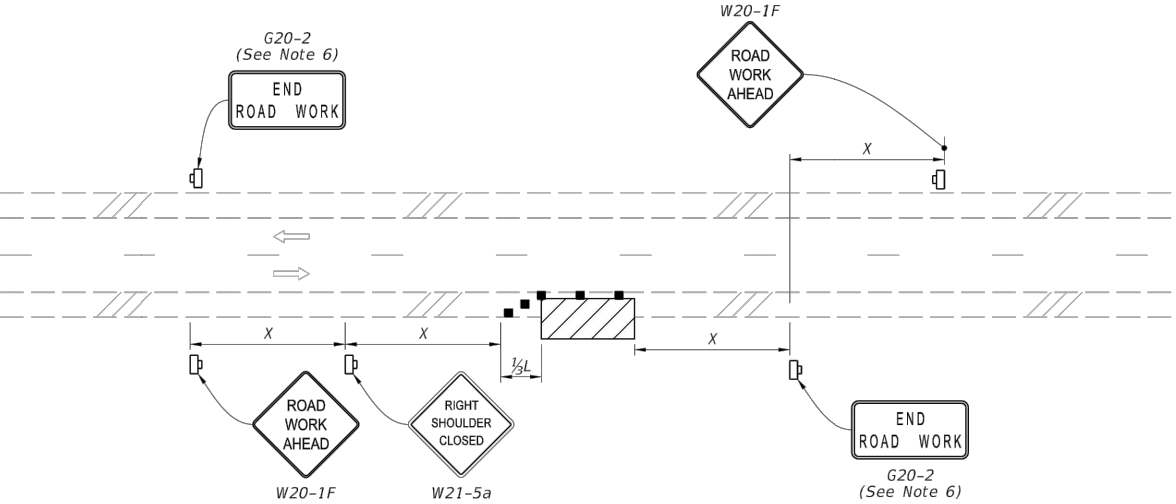 W20-1F
ROAD
WORK
AHEAD
G20-2
(See Note 6)
END
ROAD WORK
X
X
X
X
⅓L
ROAD
WORK
AHEAD
W20-1F
RIGHT
SHOULDER
CLOSED
W21-5a
END
ROAD WORK
G20-2
(See Note 6)